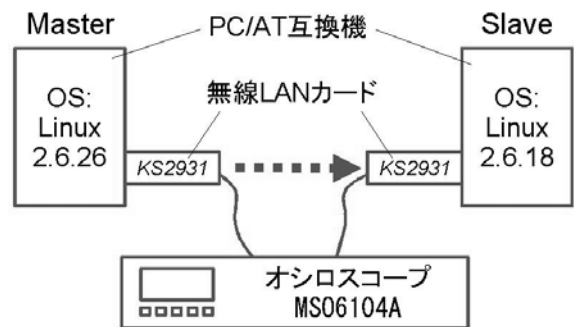 Master
PC/AT互換機
Slave
OS:
Linux
2.6.26
無線LANカード
OS:
Linux
2.6.18
KS2931
KS2931
オシロスコープ
MSO6104A